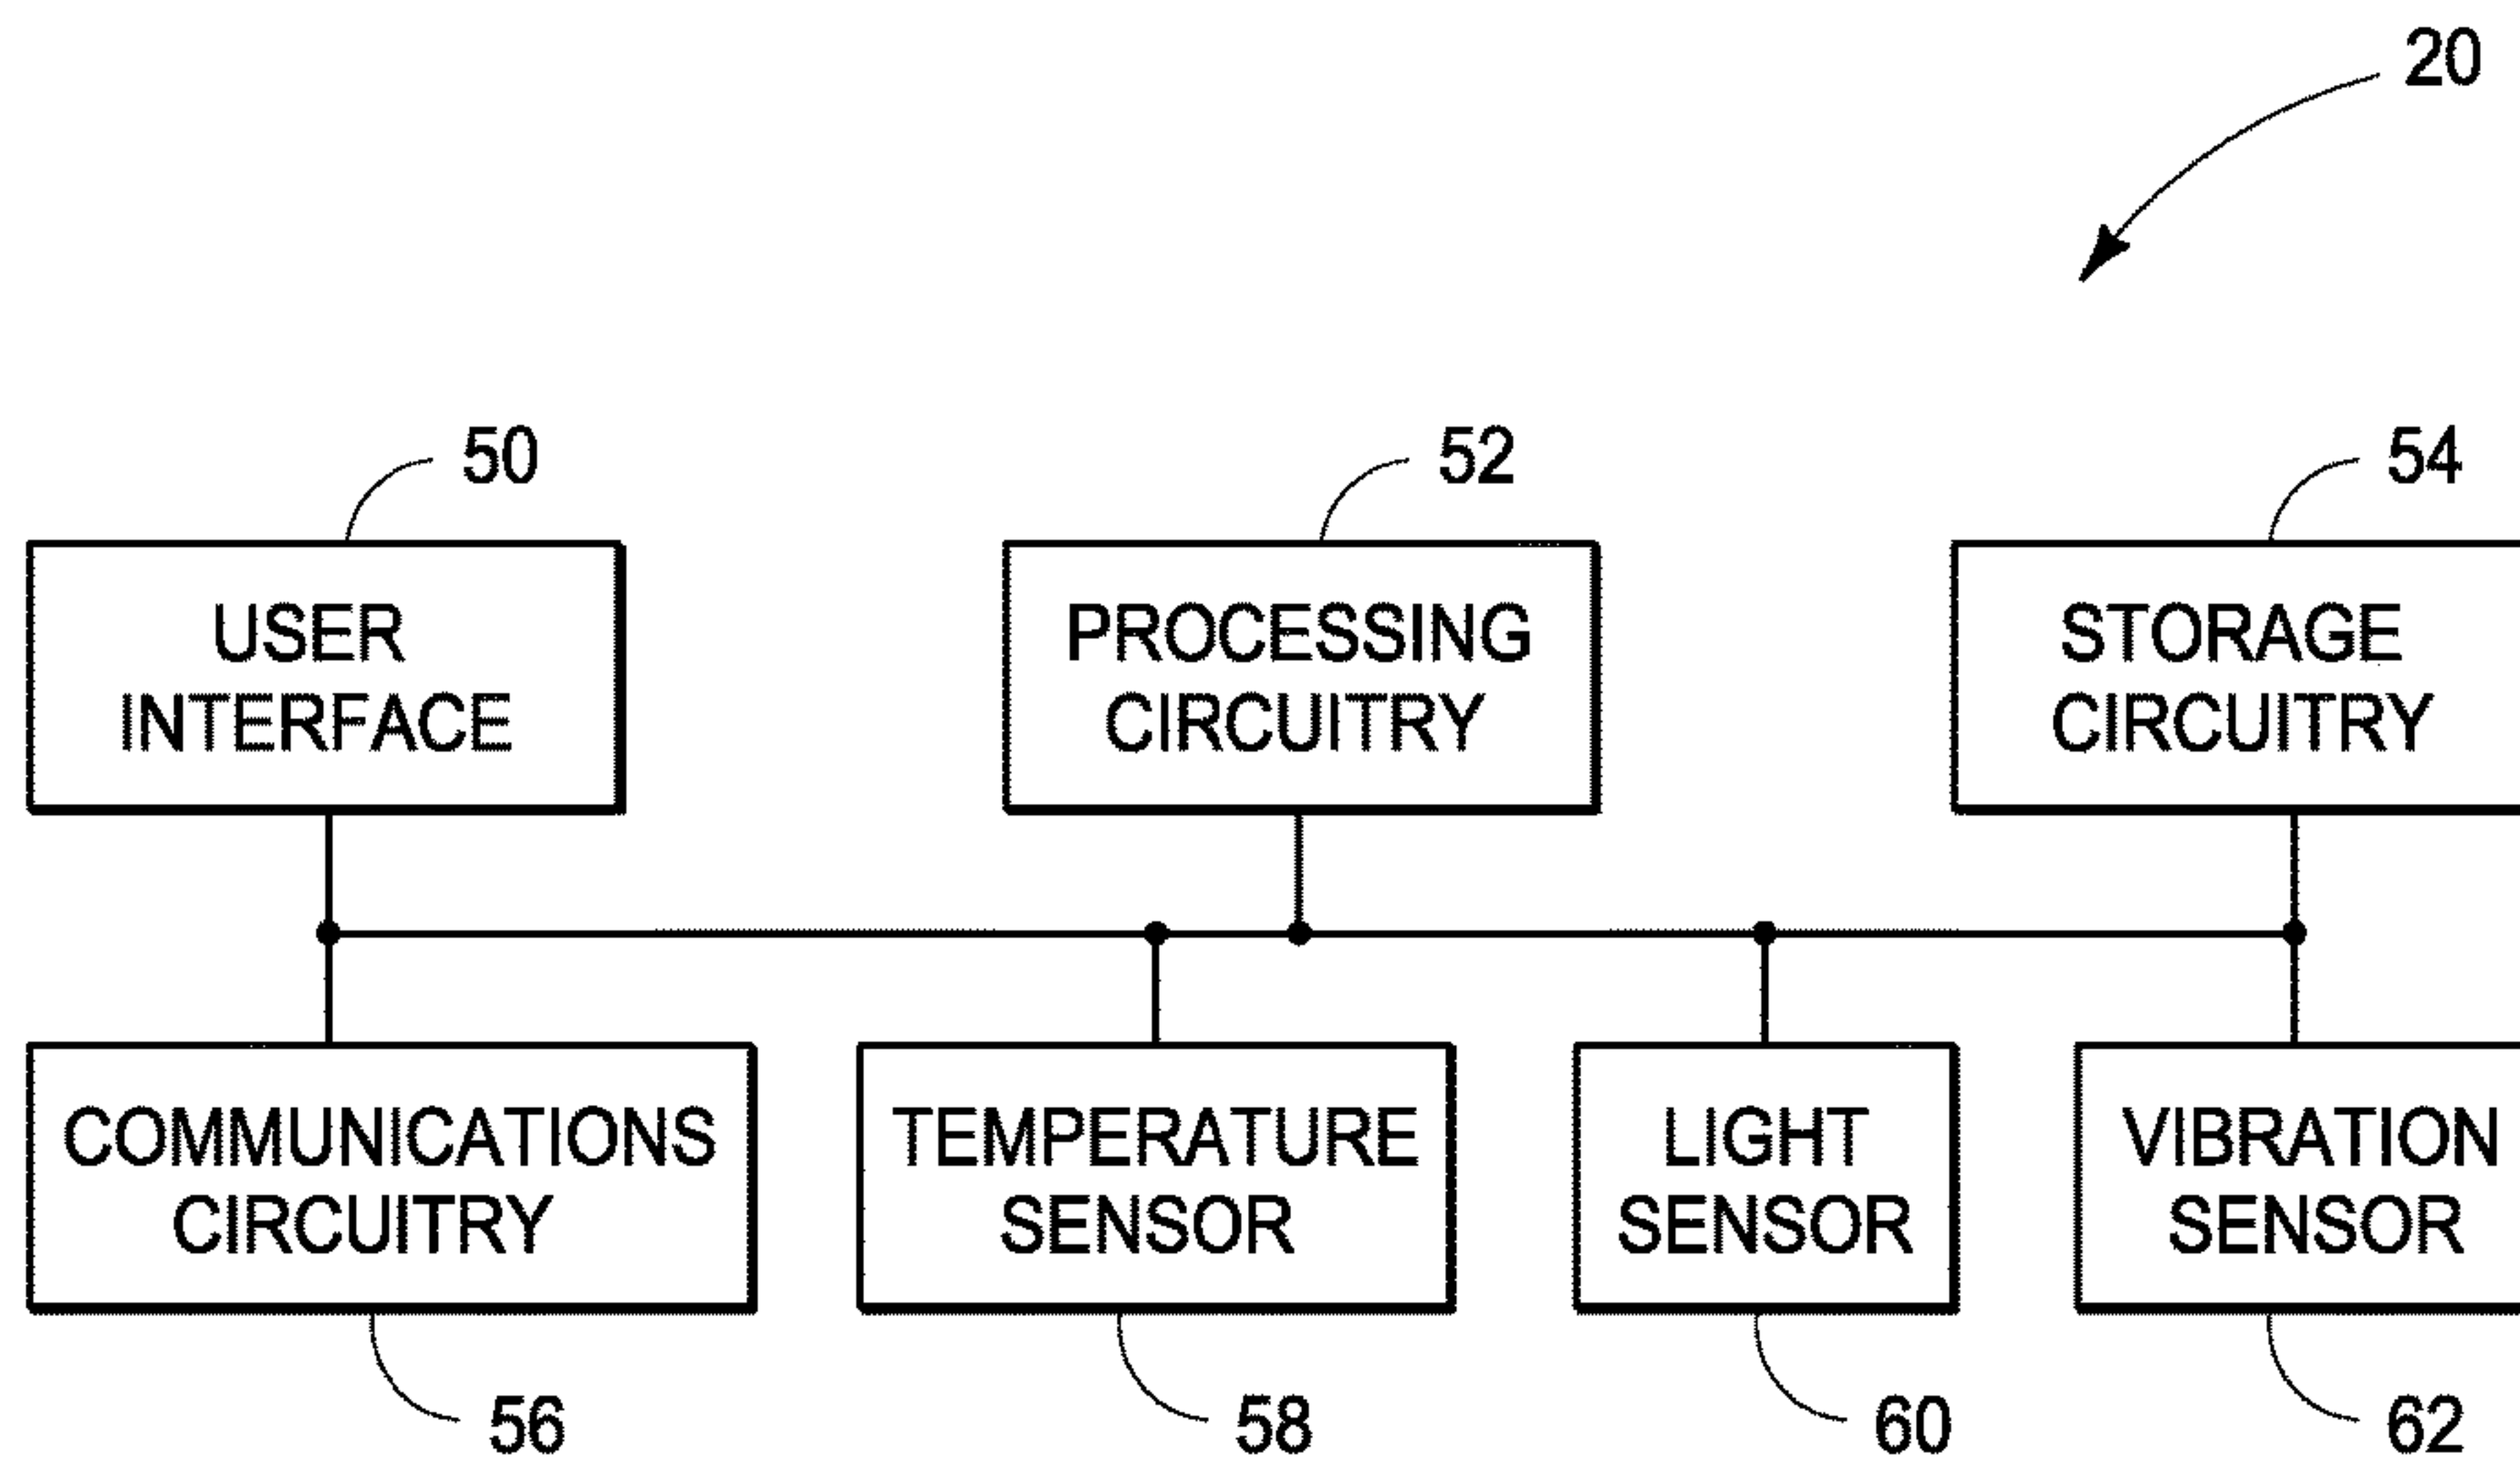 20
50
52
54
USER
INTERFACE
PROCESSING
CIRCUITRY
STORAGE
CIRCUITRY
COMMUNICATIONS
CIRCUITRY
TEMPERATURE
SENSOR
LIGHT
SENSOR
VIBRATION
SENSOR
56
58
60
62